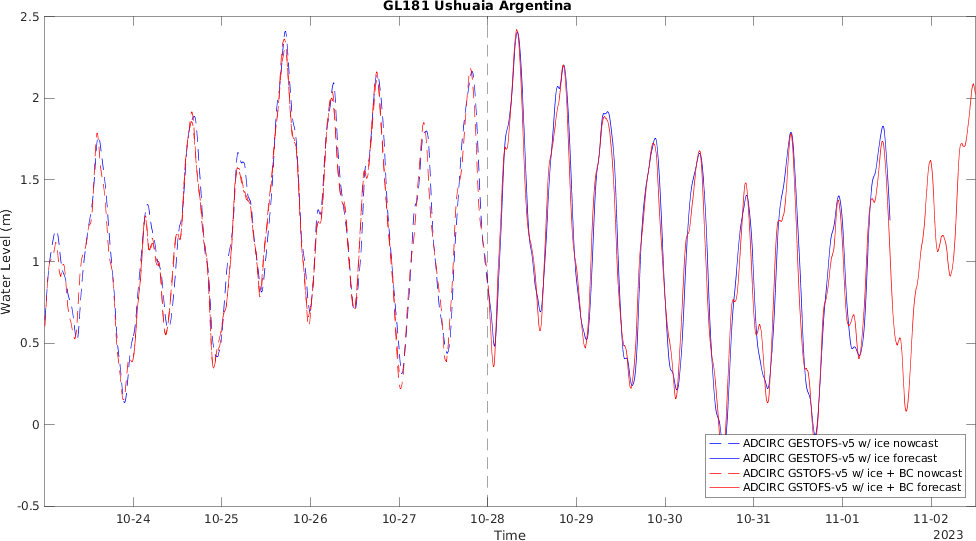 GL181 Ushuaia Argentina
2.5
2
1.5
1
0.5
0
-0.5
Water Level (m)
ADCIRC GESTOFS-v5 w/ ice nowcast
ADCIRC GESTOFS-v5 w/ ice forecast
ADCIRC GSTOFS-v5 w/ ice + BC nowcast
ADCIRC GSTOFS-v5 w/ ice + BC forecast
10-24 10-25 10-26 10-27 10-28 10-29 10-30 10-31 11-01 11-02
Time
2023